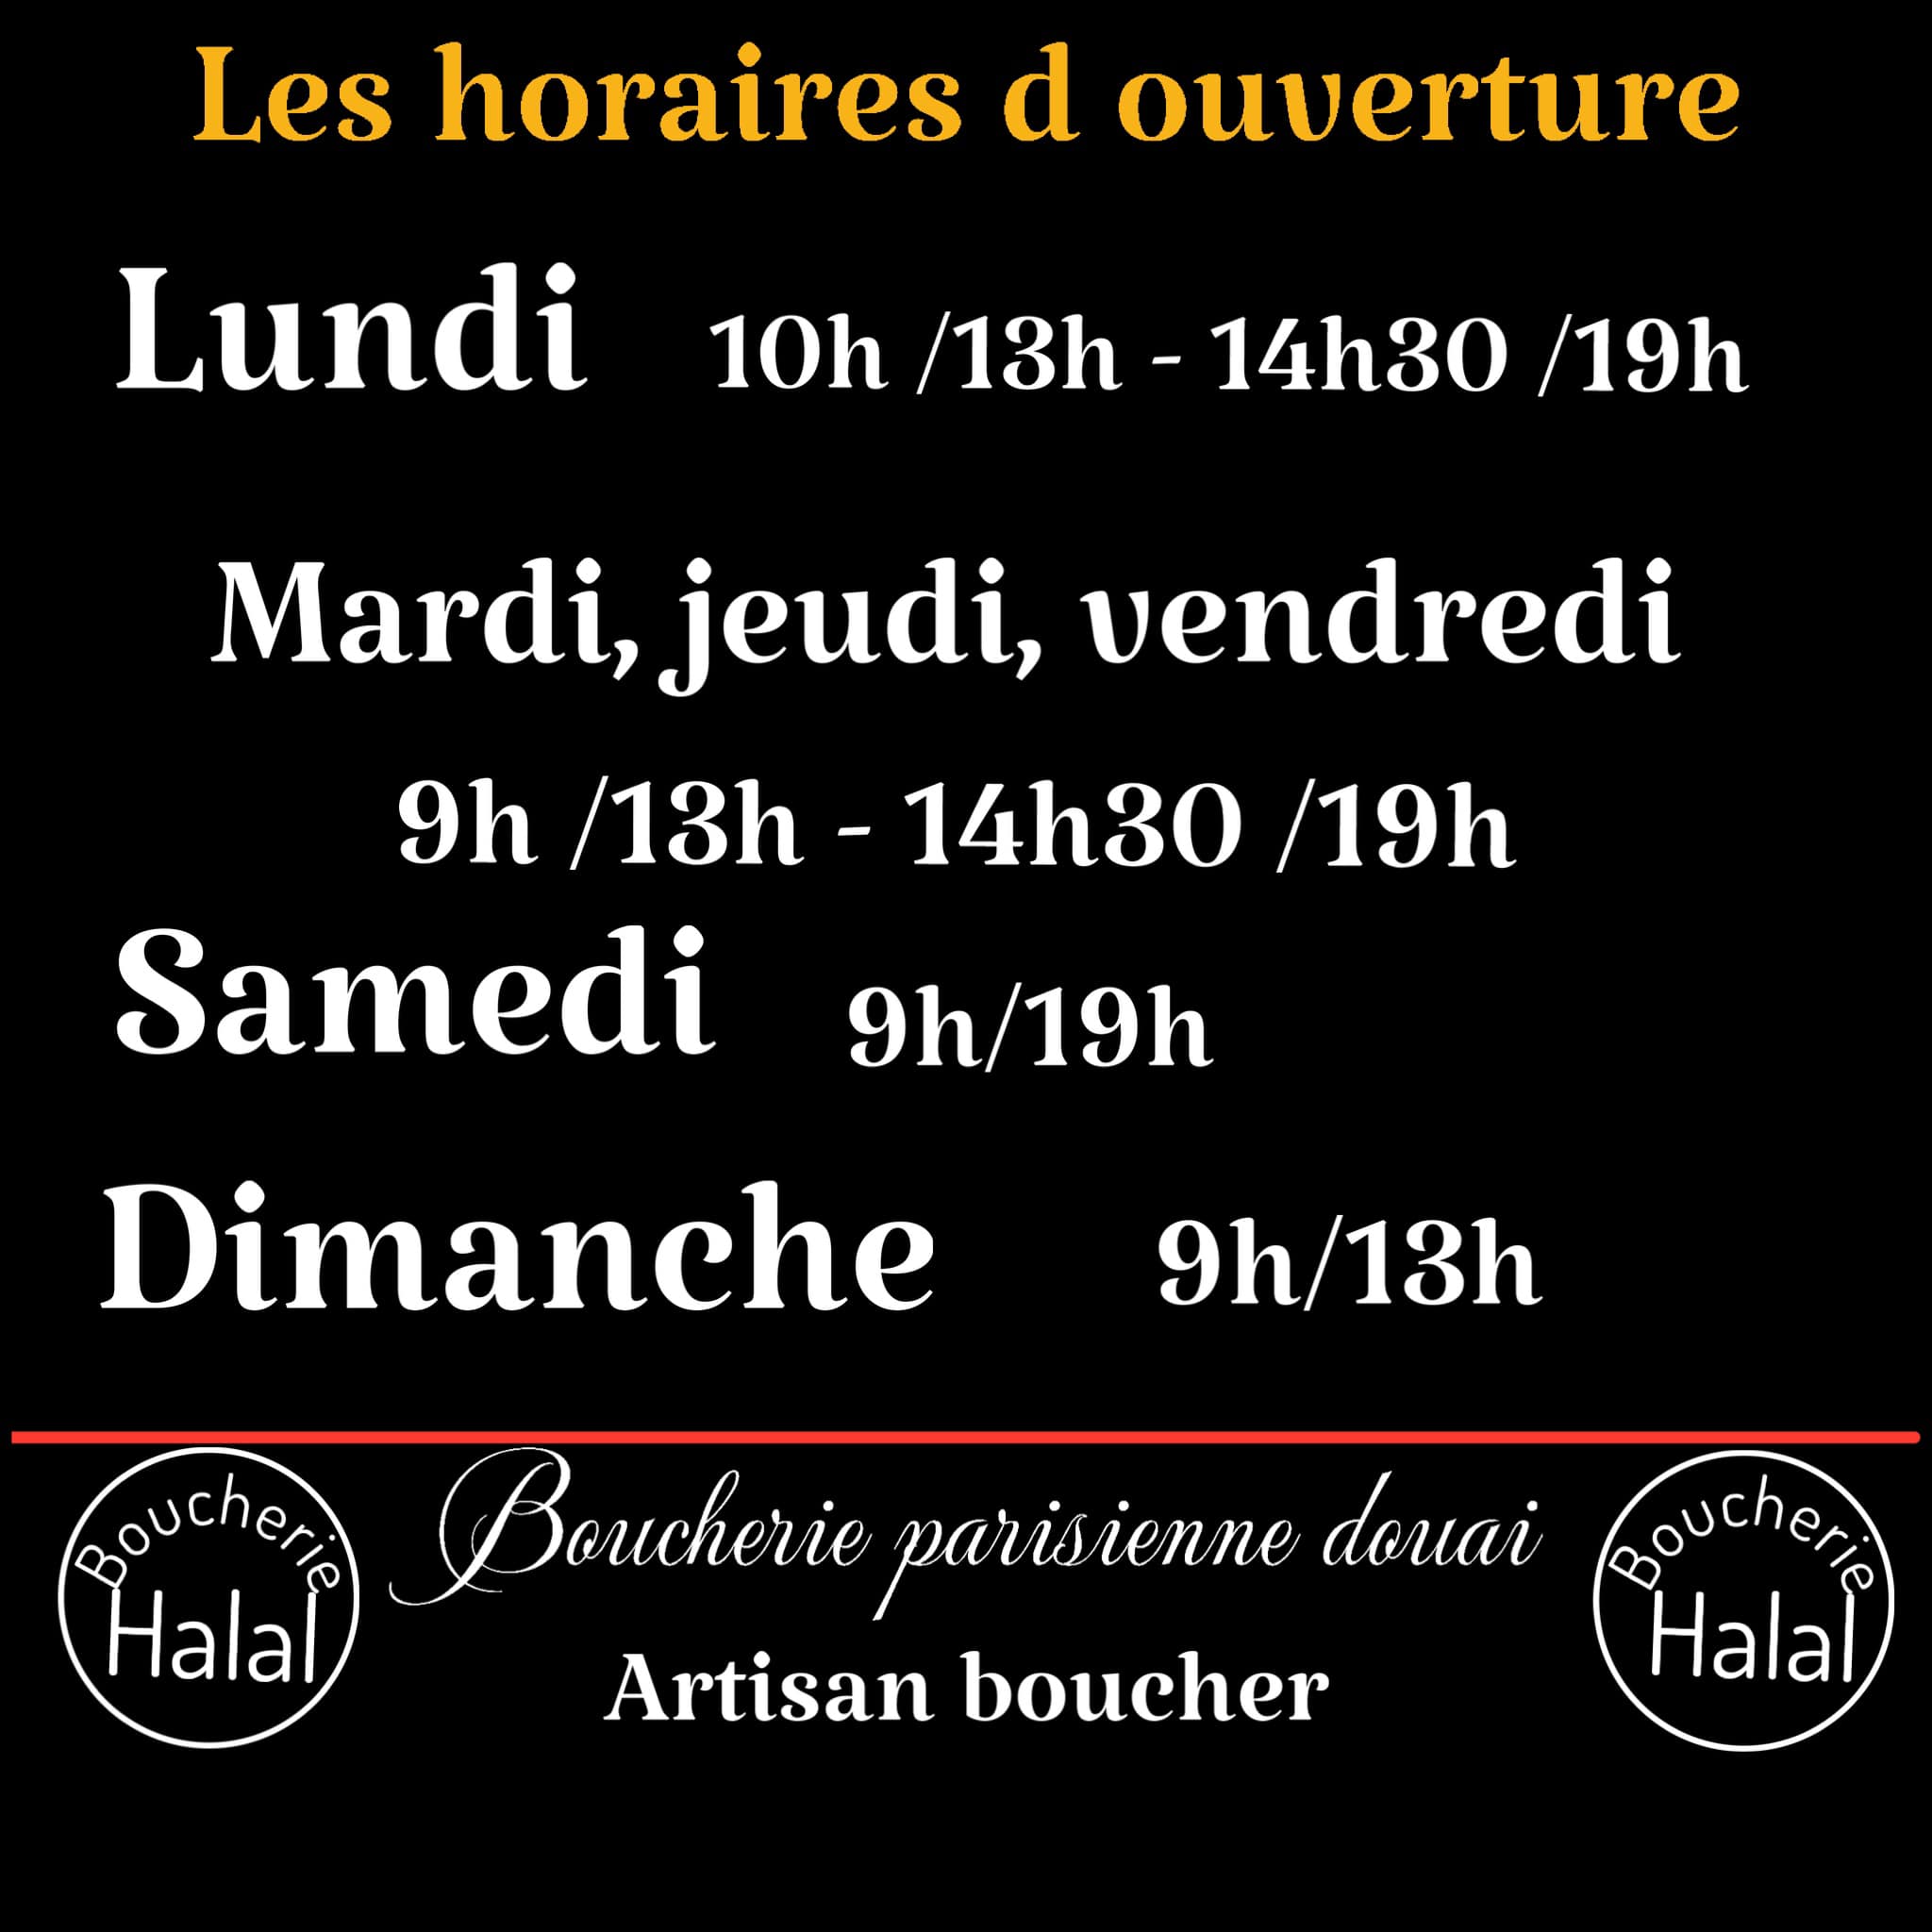 Les horaires d ouverture
Lundi 10h /13h - 14h30 /19h
Mardi, jeudi, vendredi
9h /13h - 14h30 /19h
Samedi 9h/19h
Dimanche 9h/13h
Boucherie
Halal
Boucherie parisienne douai
Artisan boucher
Boucherie
Halal